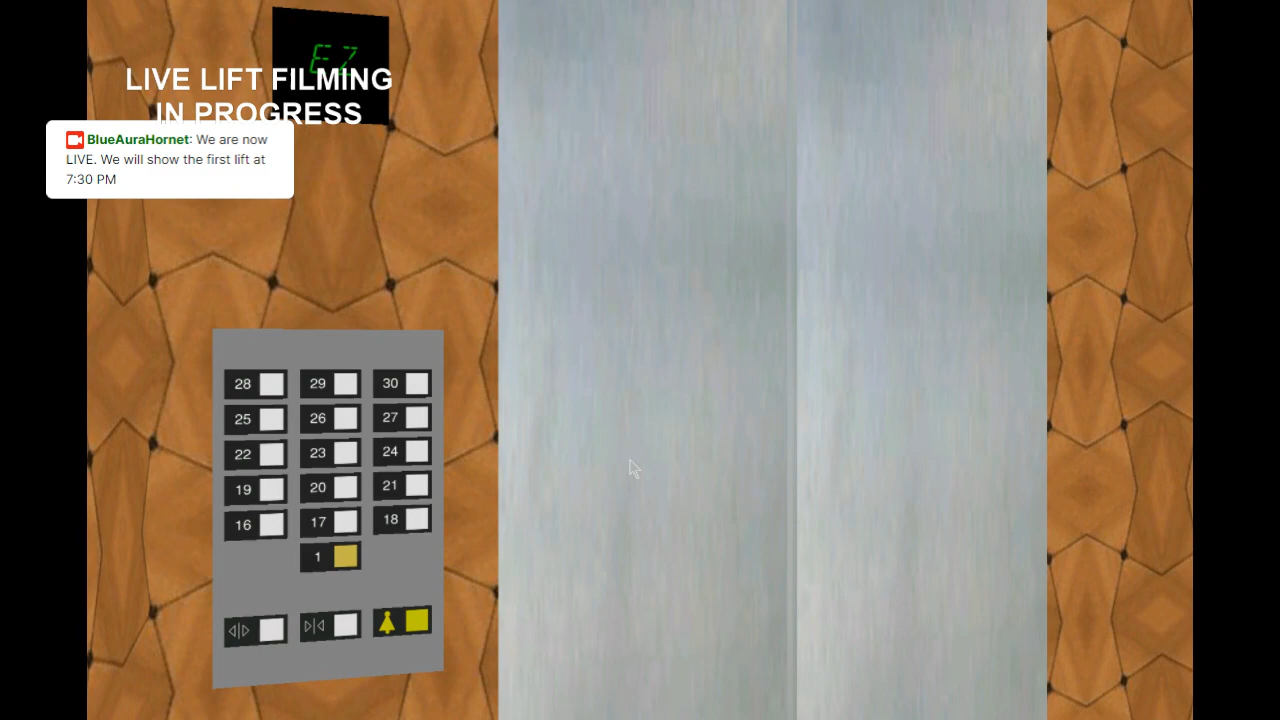 EZ
LIVE LIFT FILMING
IN PROGRESS
BlueAuraHornet: We are now
LIVE. We will show the first lift at
7:30 PM
28 29 30
25 26 27
22 23 24
19 20 21
16 17 18
1